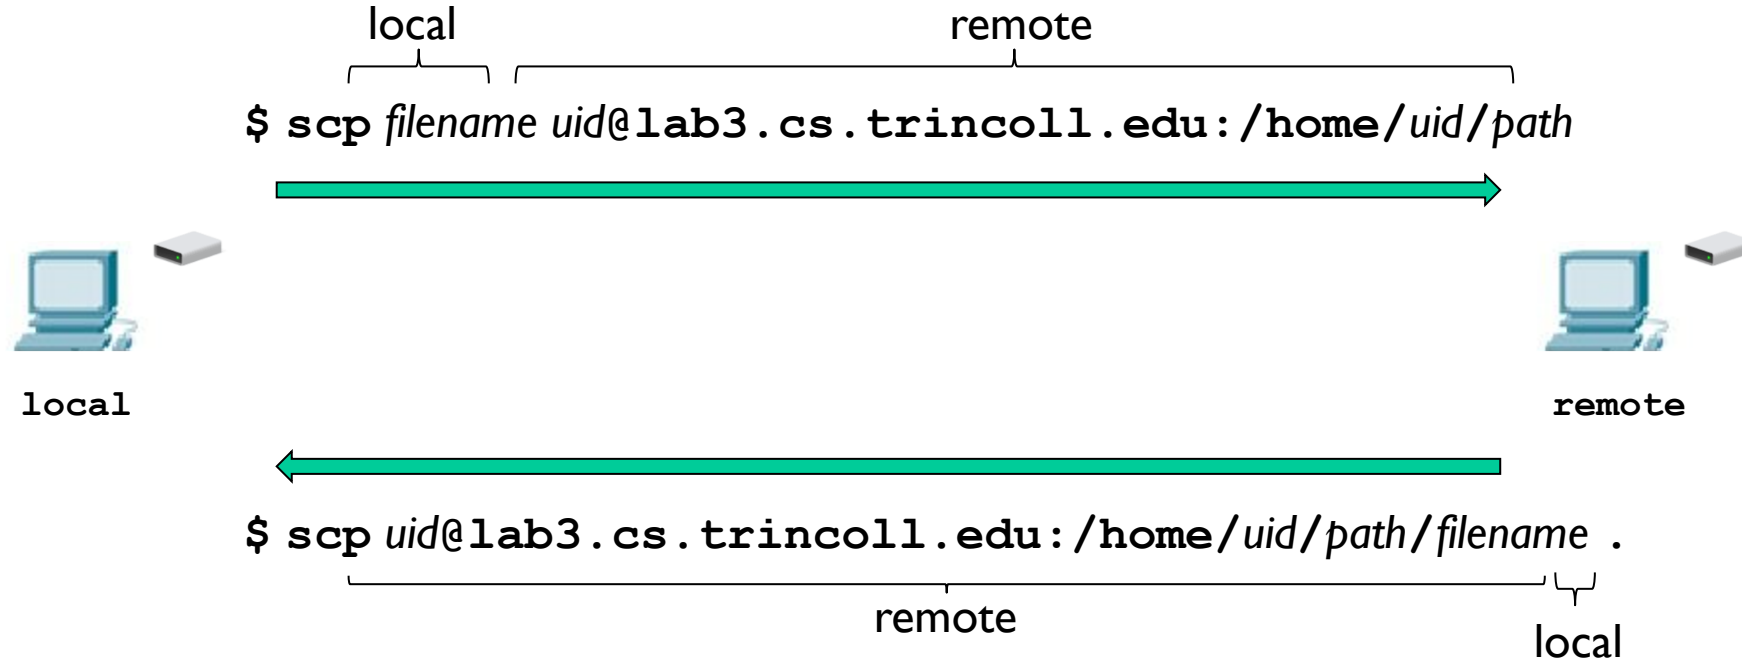 local remote
$ scp filename uid@lab3.cs.trincoll.edu:/home/uid/path
local remote
$ scp uid@lab3.cs.trincoll.edu:/home/uid/path/filename .
remote
local